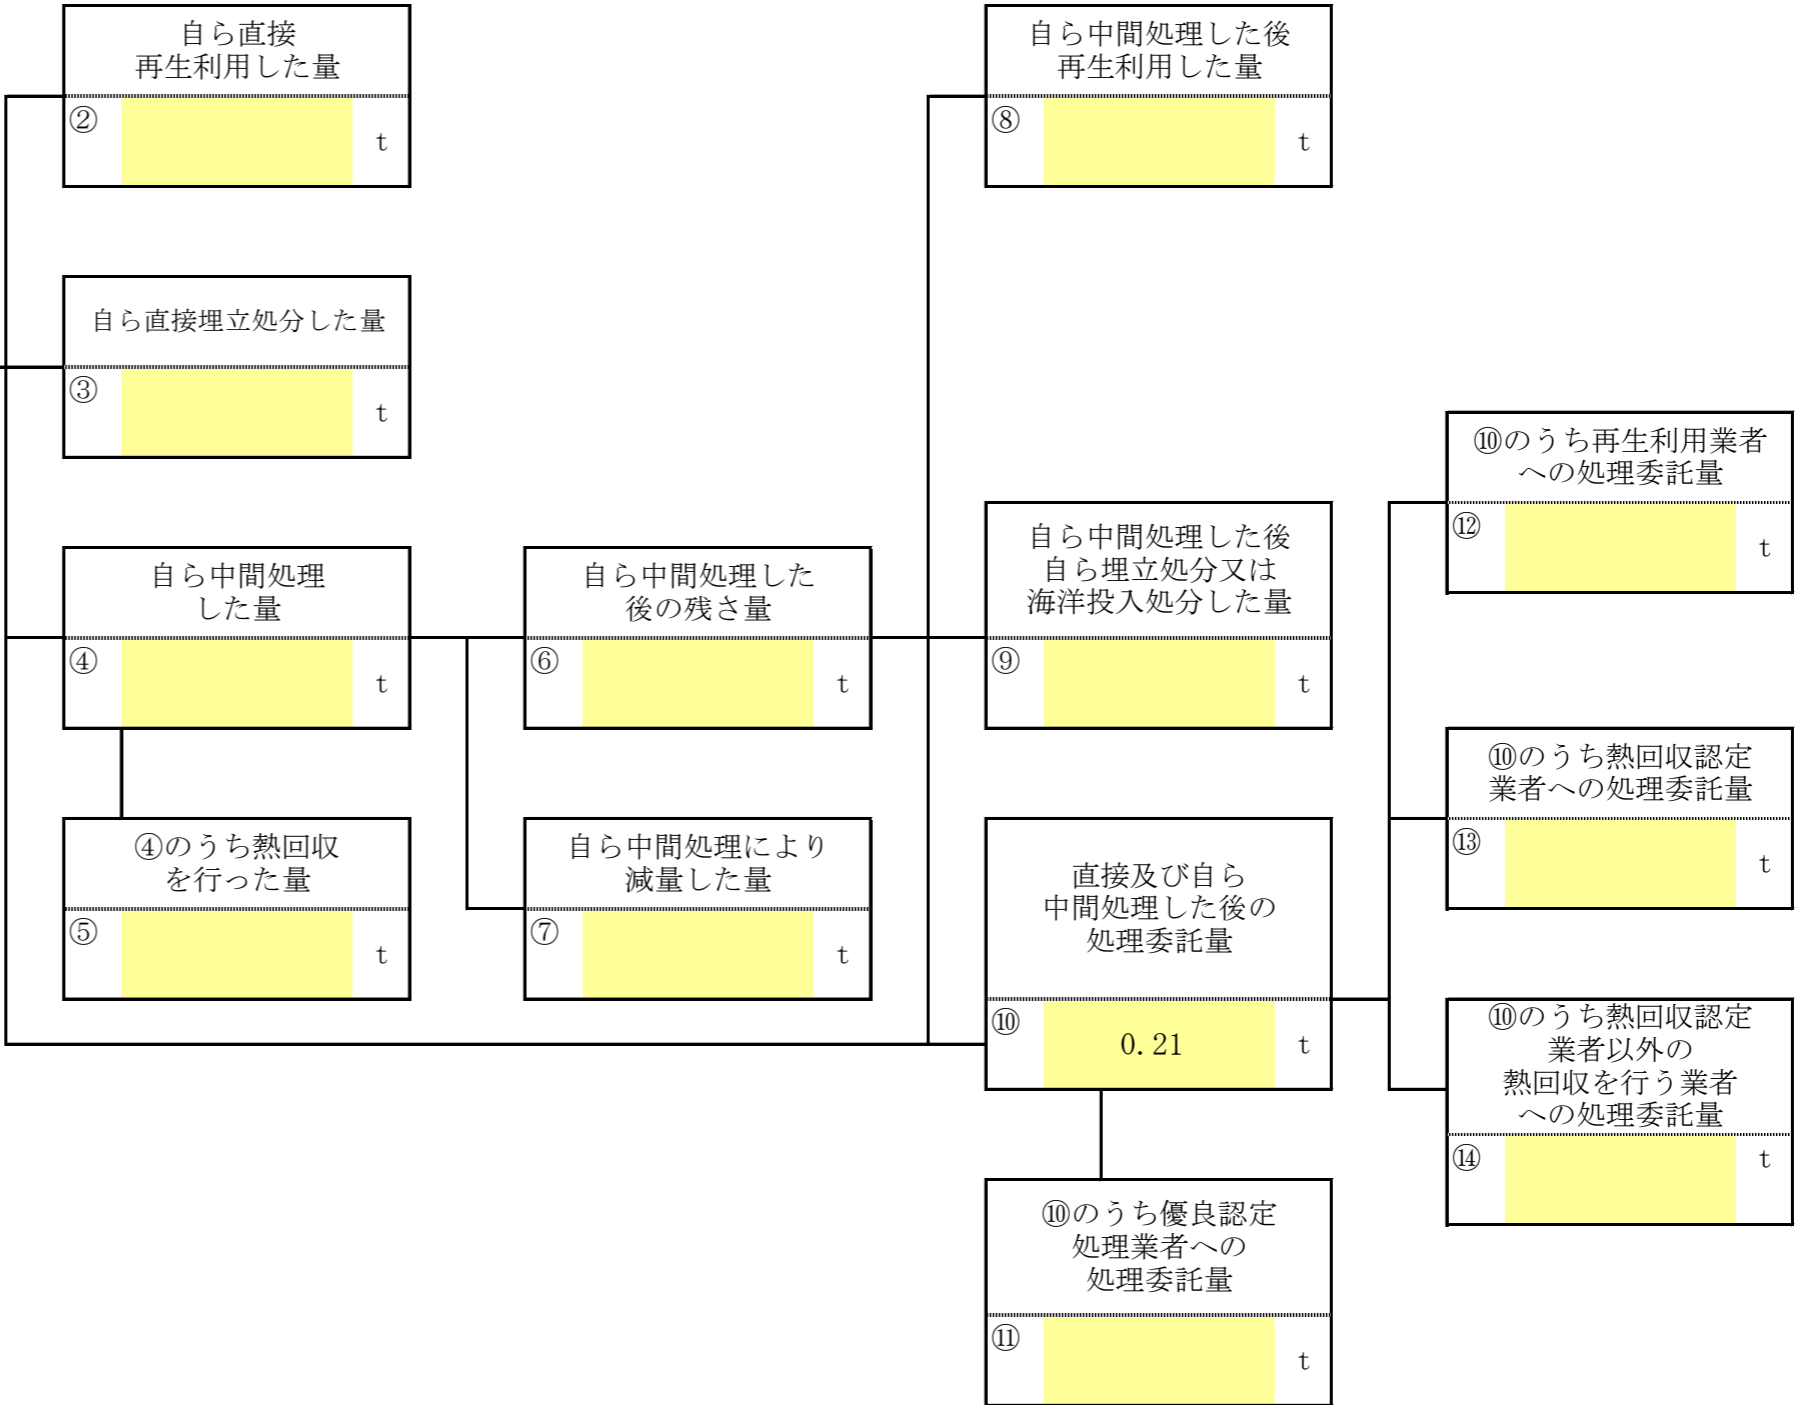 自ら直接
再生利用した量
②
t
自ら中間処理した後
再生利用した量
⑧
t
自ら直接埋立処分した量
③
t
⑩のうち再生利用業者
への処理委託量
⑫
t
自ら中間処理
した量
④
t
自ら中間処理した
後の残さ量
⑥
t
自ら中間処理した後
自ら埋立処分又は
海洋投入処分した量
⑨
t
⑩のうち熱回収認定
業者への処理委託量
⑬
t
④のうち熱回収
を行った量
⑤
t
自ら中間処理により
減量した量
⑦
t
直接及び自ら
中間処理した後の
処理委託量
⑩
0.21
t
⑩のうち熱回収認定
業者以外の
熱回収を行う業者
への処理委託量
⑭
t
⑩のうち優良認定
処理業者への
処理委託量
⑪
t